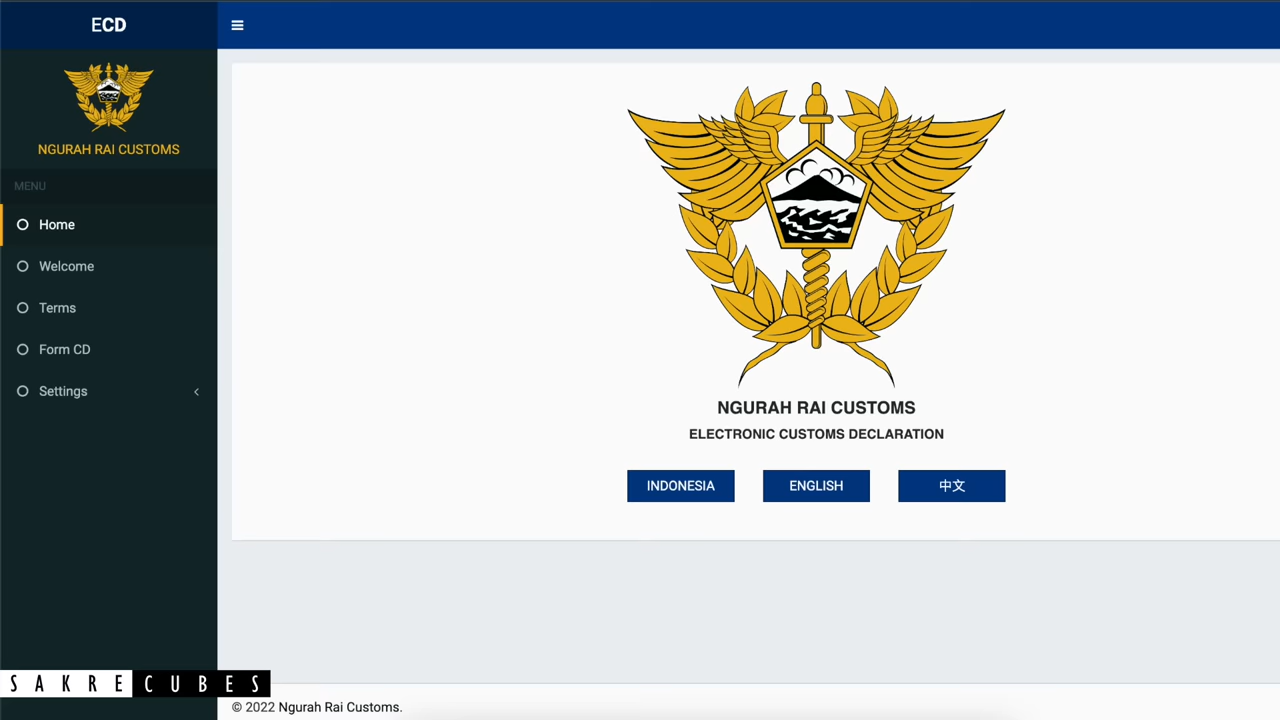 ECD
NGURAH RAI CUSTOMS
MENU
Home
Welcome
Terms
Form CD
Settings
NGURAH RAI CUSTOMS
ELECTRONIC CUSTOMS DECLARATION
INDONESIA ENGLISH 中文
SAKRECUBES
© 2022 Ngurah Rai Customs.